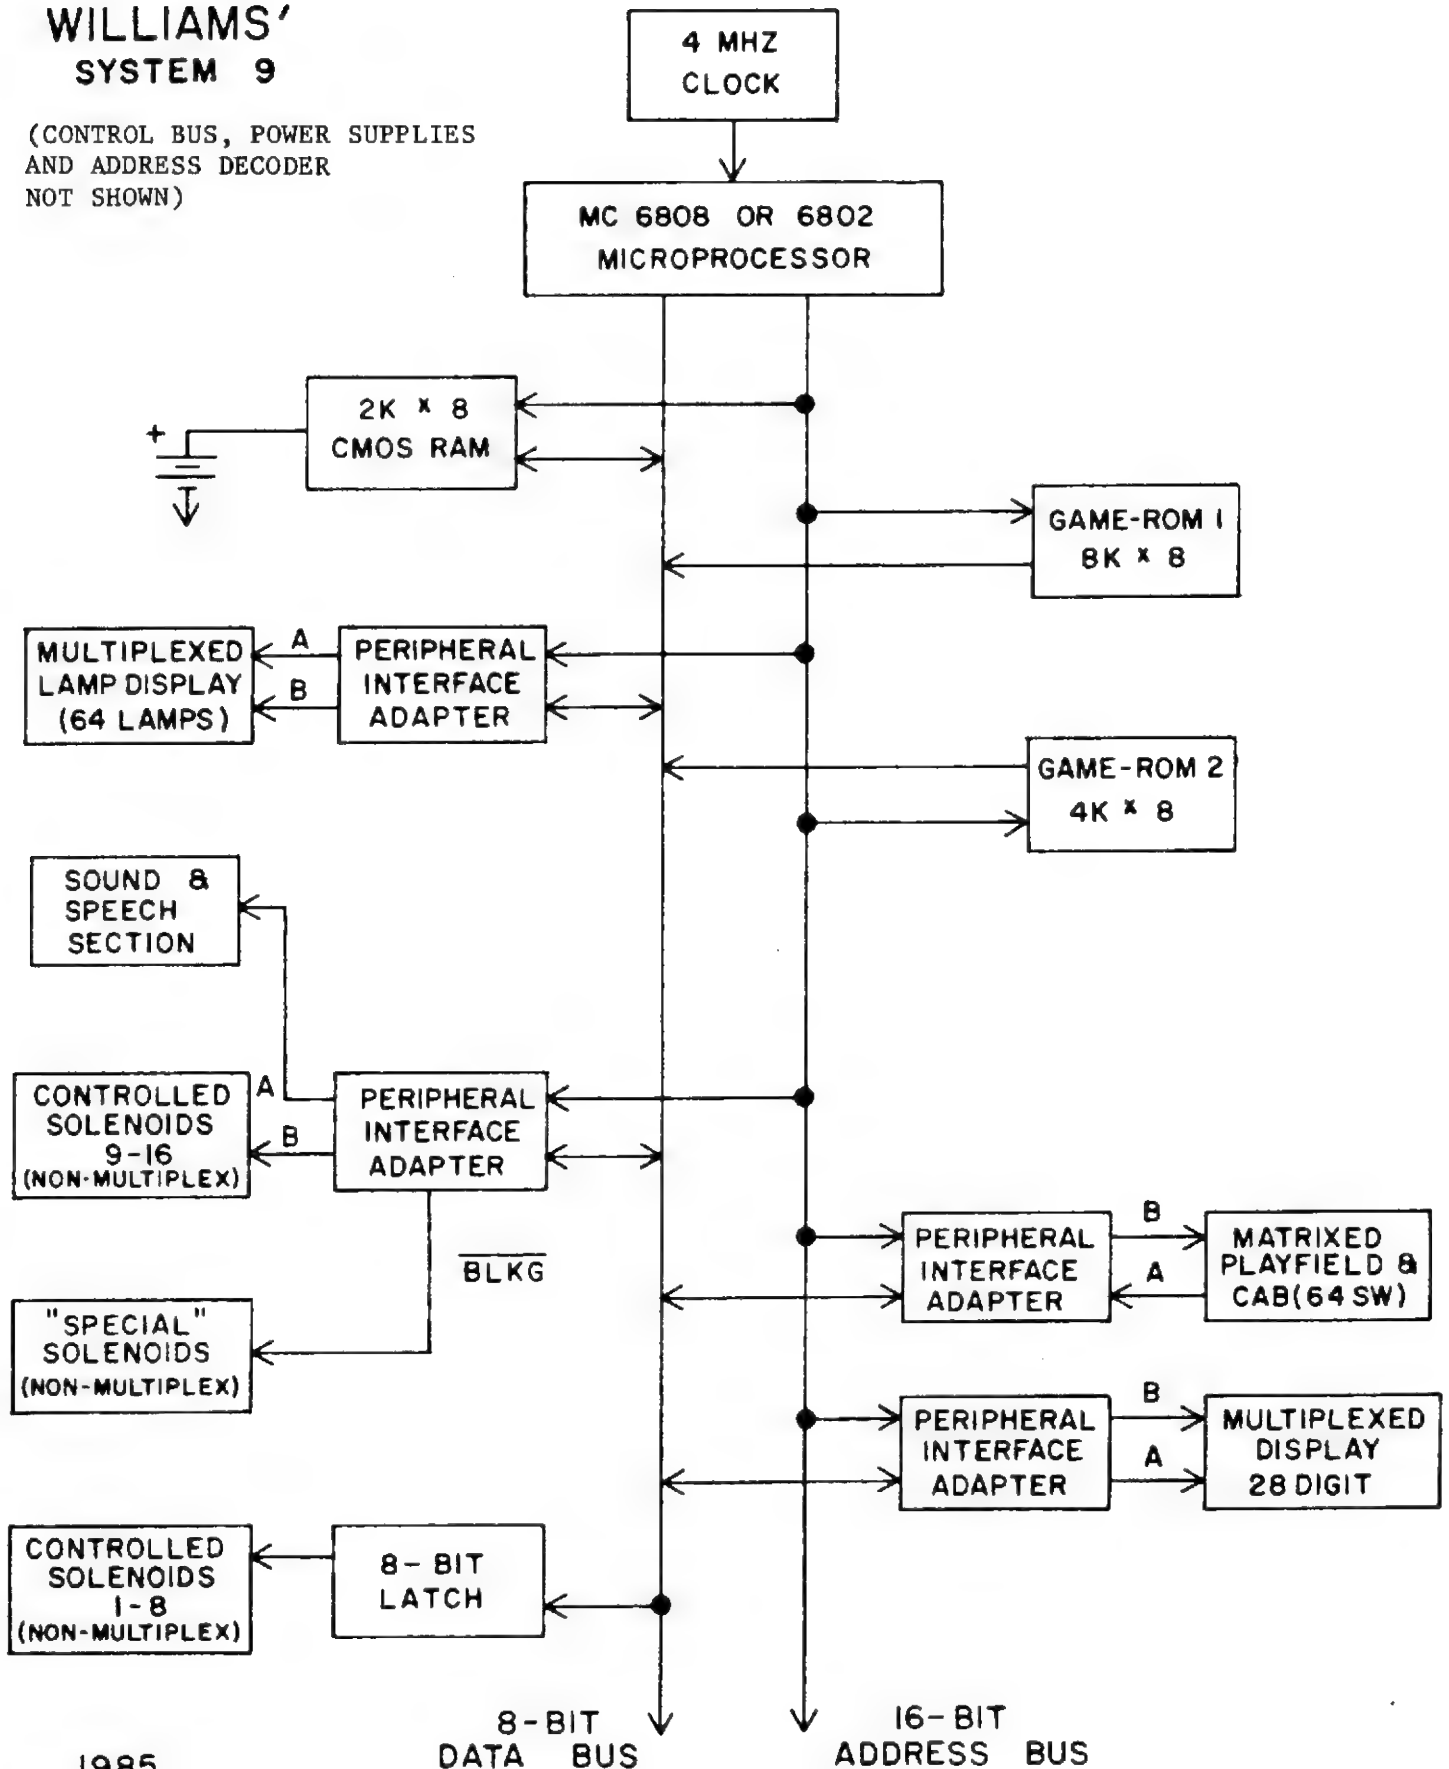 WILLIAMS'
SYSTEM 9
(CONTROL BUS, POWER SUPPLIES
AND ADDRESS DECODER
NOT SHOWN)
4 MHZ
CLOCK
MC 6808 OR 6802
MICROPROCESSOR
2K x 8
CMOS RAM
+
GAME-ROM 1
8K x 8
MULTIPLEXED
LAMP DISPLAY
(64 LAMPS)
A
B
PERIPHERAL
INTERFACE
ADAPTER
GAME-ROM 2
4K x 8
SOUND &
SPEECH
SECTION
CONTROLLED
SOLENOIDS
9-16
(NON-MULTIPLEX)
A
B
PERIPHERAL
INTERFACE
ADAPTER
BLKG
"SPECIAL"
SOLENOIDS
(NON-MULTIPLEX)
PERIPHERAL
INTERFACE
ADAPTER
B
A
MATRIXED
PLAYFIELD &
CAB(64 SW)
PERIPHERAL
INTERFACE
ADAPTER
B
A
MULTIPLEXED
DISPLAY
28 DIGIT
CONTROLLED
SOLENOIDS
1-8
(NON-MULTIPLEX)
8-BIT
LATCH
8-BIT
DATA BUS
16-BIT
ADDRESS BUS
1985